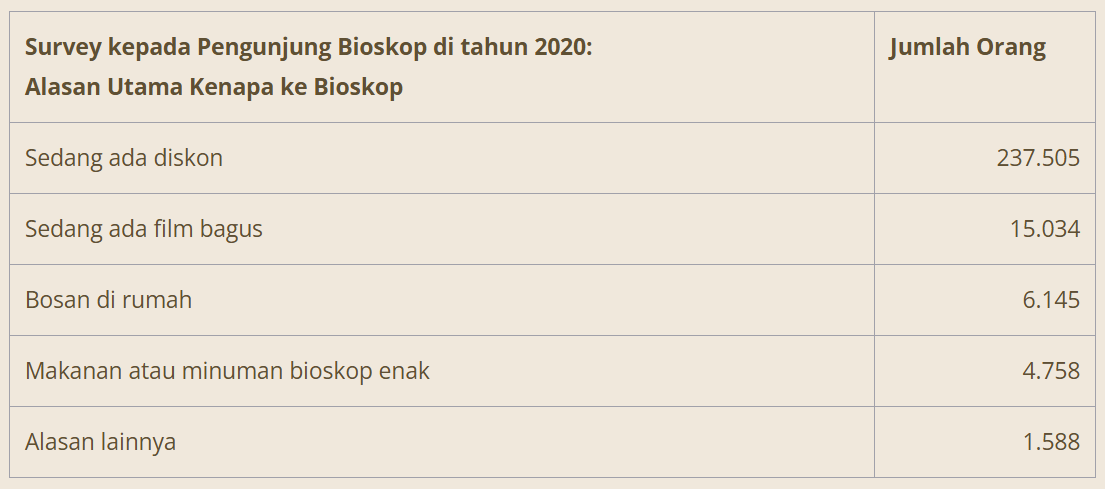 Survey kepada Pengunjung Bioskop di tahun 2020:
Alasan Utama Kenapa ke Bioskop
Jumlah Orang
Sedang ada diskon 237.505
Sedang ada film bagus 15.034
Bosan di rumah 6.145
Makanan atau minuman bioskop enak 4.758
Alasan lainnya 1.588